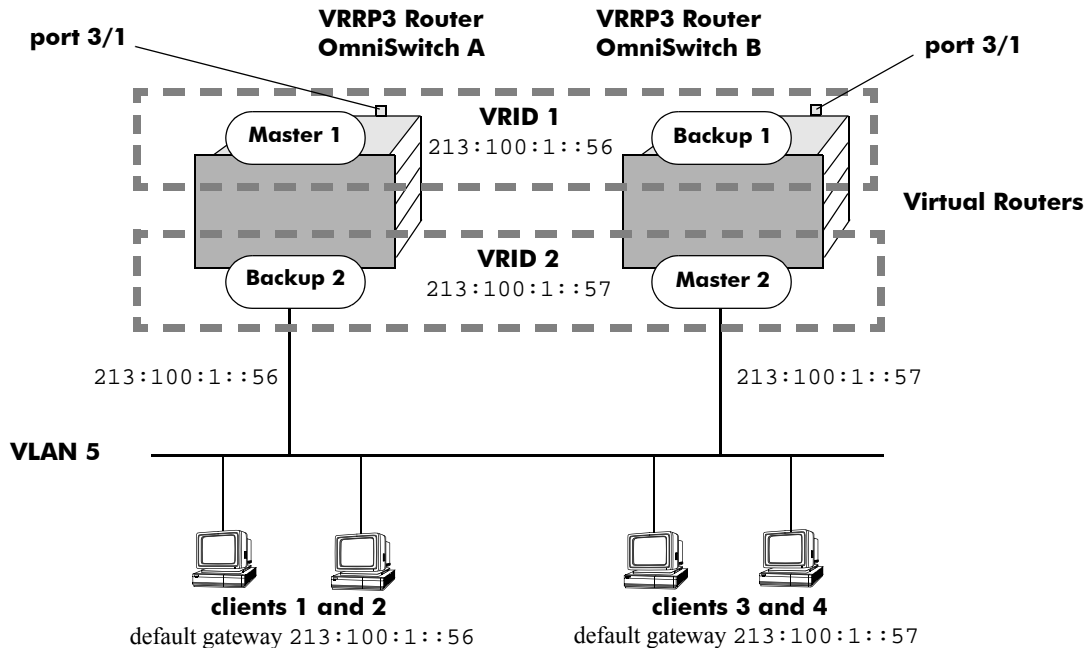 VRRP3 Router
OmniSwitch A
VRRP3 Router
OmniSwitch B
port 3/1
port 3/1
VRID 1
Master 1
213:100:1::56
Backup 1
Virtual Routers
VRID 2
Backup 2
213:100:1::57
Master 2
213:100:1::56
213:100:1::57
VLAN 5
clients 1 and 2
default gateway 213:100:1::56
clients 3 and 4
default gateway 213:100:1::57